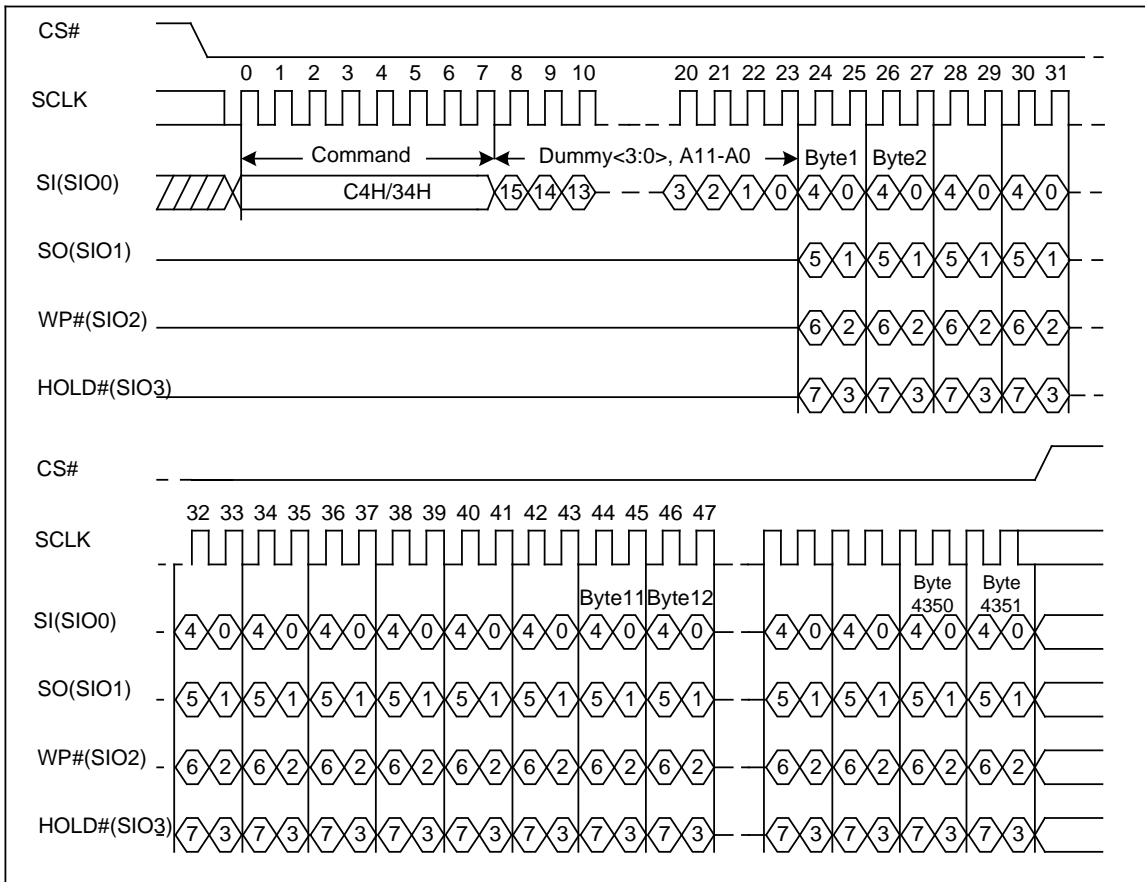 CS#
0 1 2 3 4 5 6 7 8 9 10 20 21 22 23 24 25 26 27 28 29 30 31
SCLK
Command Dummy<3:0>, A11-A0 Byte1 Byte2
SI(SIO0) C4H/34H 15 14 13 3 2 1 0 4 0 4 0 4 0 4 0
SO(SIO1) 5 1 5 1 5 1 5 1
WP#(SIO2) 6 2 6 2 6 2 6 2
HOLD#(SIO3) 7 3 7 3 7 3 7 3
CS#
32 33 34 35 36 37 38 39 40 41 42 43 44 45 46 47
SCLK
Byte11 Byte12 Byte 4350 Byte 4351
SI(SIO0) 4 0 4 0 4 0 4 0 4 0 4 0 4 0 4 0 4 0 4 0 4 0 4 0
SO(SIO1) 5 1 5 1 5 1 5 1 5 1 5 1 5 1 5 1 5 1 5 1 5 1 5 1
WP#(SIO2) 6 2 6 2 6 2 6 2 6 2 6 2 6 2 6 2 6 2 6 2 6 2 6 2
HOLD#(SIO3) 7 3 7 3 7 3 7 3 7 3 7 3 7 3 7 3 7 3 7 3 7 3 7 3